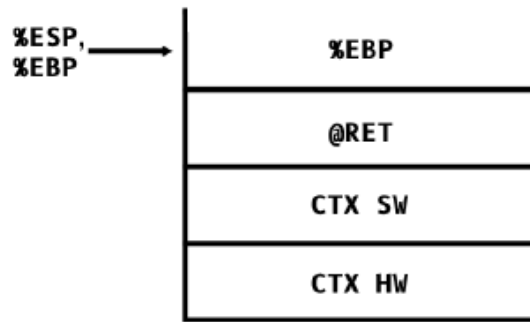 %ESP,
%EBP
%EBP
@RET
CTX SW
CTX HW